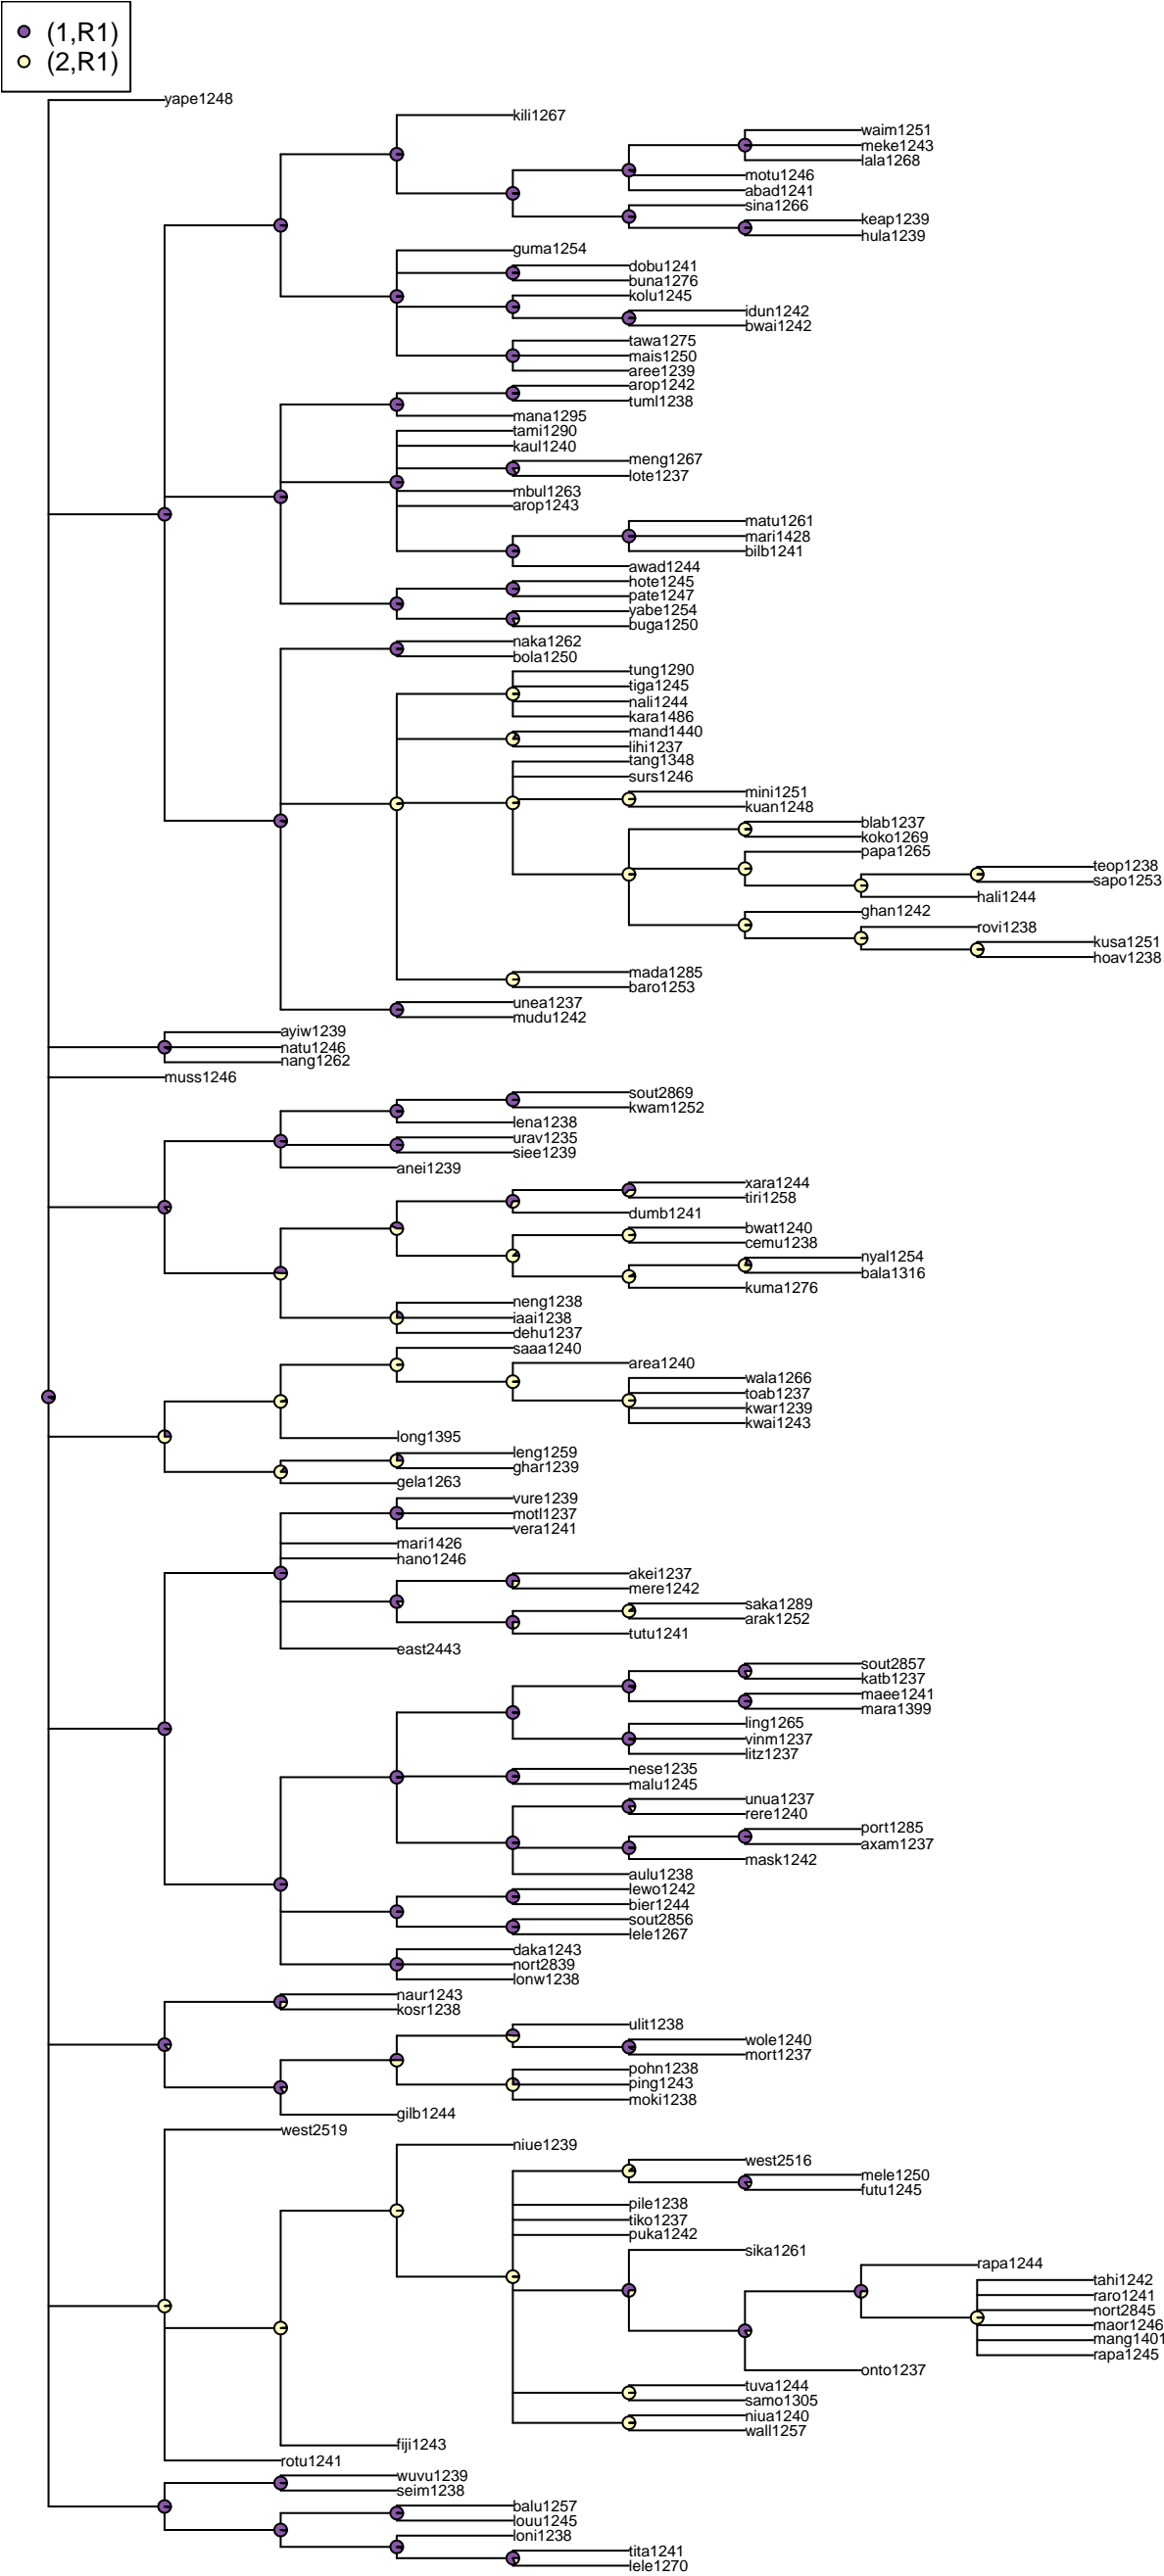 (1,R1)
(2,R1)
yape1248
kili1267
waim1251
meke1243
lala1268
motu1246
abad1241
sina1266
keap1239
hula1239
guma1254
dobu1241
buna1276
kolu1245
idun1242
bwai1242
tawa1275
mais1250
aree1239
arop1242
tuml1238
mana1295
tami1290
kaul1240
meng1267
lote1237
mbul1263
arop1243
matu1261
mari1428
bilb1241
awad1244
hote1245
pate1247
yabe1254
buga1250
naka1262
bola1250
tung1290
tiga1245
nali1244
kara1486
mand1440
lihi1237
tang1348
surs1246
mini1251
kuan1248
blab1237
koko1269
papa1265
teop1238
sapo1253
hali1244
ghan1242
rovi1238
kusa1251
hoav1238
mada1285
baro1253
unea1237
mudu1242
ayiw1239
natu1246
nang1262
muss1246
sout2869
kwam1252
lena1238
urav1235
siee1239
anei1239
xara1244
tiri1258
dumb1241
bwat1240
cemu1238
nyal1254
bala1316
kuma1276
neng1238
iaai1238
dehu1237
saaa1240
area1240
wala1266
toab1237
kwar1239
kwai1243
long1395
leng1259
ghar1239
gela1263
vure1239
motl1237
vera1241
mari1426
hano1246
akei1237
mere1242
saka1289
arak1252
tutu1241
east2443
sout2857
katb1237
maee1241
mara1399
ling1265
vinm1237
litz1237
nese1235
malu1245
unua1237
rere1240
port1285
axam1237
mask1242
aulu1238
lewo1242
bier1244
sout2856
lele1267
daka1243
nort2839
lonw1238
naur1243
kosr1238
ulit1238
wole1240
mort1237
pohn1238
ping1243
moki1238
gilb1244
west2519
niue1239
west2516
mele1250
futu1245
pile1238
tiko1237
puka1242
sika1261
rapa1244
tahi1242
raro1241
nort2845
maor1246
mang1401
rapa1245
onto1237
tuva1244
samo1305
niua1240
wall1257
fiji1243
rotu1241
wuvu1239
seim1238
balu1257
louu1245
loni1238
tita1241
lele1270